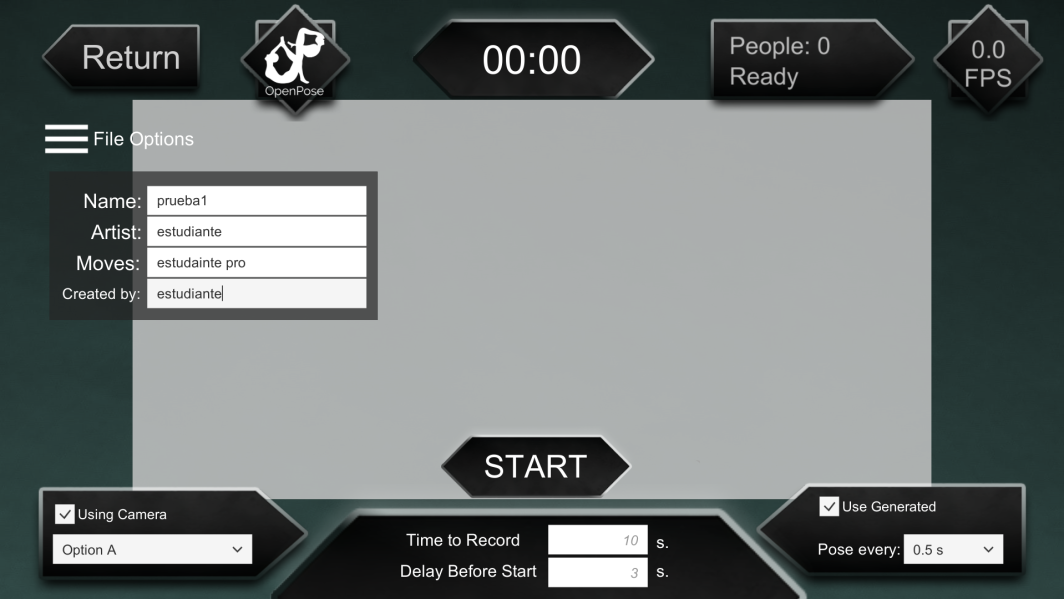 Return
OpenPose
00:00
People: 0
Ready
0.0
FPS
File Options
Name: prueba1
Artist: estudiante
Moves: estudainte pro
Created by: estudiante
START
Using Camera
Option A
Time to Record 10 s.
Delay Before Start 3 s.
Use Generated
Pose every: 0.5 s